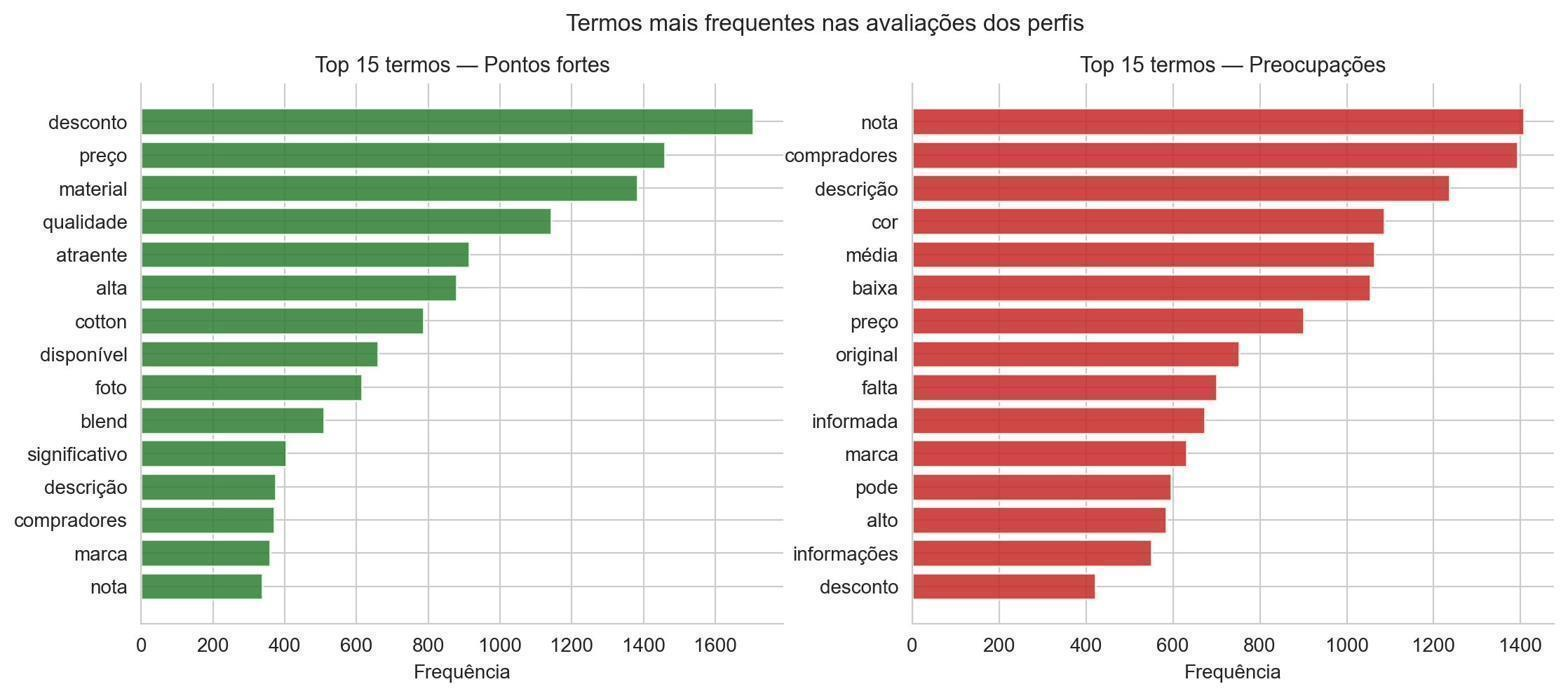 Termos mais frequentes nas avaliações dos perfis
Top 15 termos — Pontos fortes
desconto
preço
material
qualidade
atraente
alta
cotton
disponível
foto
blend
significativo
descrição
compradores
marca
nota
0 200 400 600 800 1000 1200 1400 1600
Frequência
Top 15 termos — Preocupações
nota
compradores
descrição
cor
média
baixa
preço
original
falta
informada
marca
pode
alto
informações
desconto
0 200 400 600 800 1000 1200 1400
Frequência